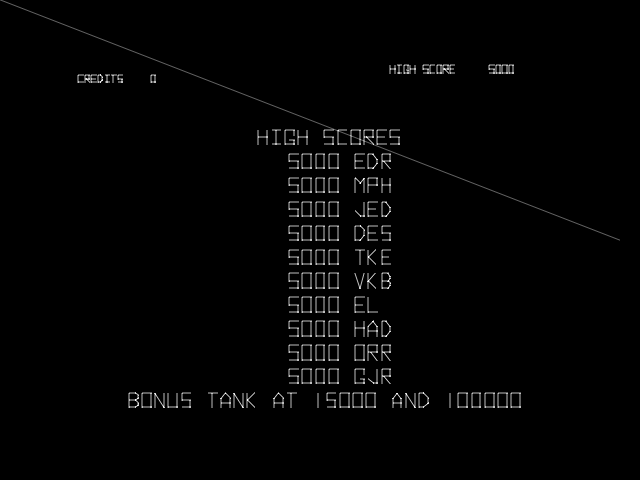 HIGH SCORE 5000
CREDITS 0
HIGH SCORES
5000 EDR
5000 MPH
5000 JED
5000 DES
5000 TKE
5000 VKB
5000 EL
5000 HAD
5000 ORR
5000 GJR
BONUS TANK AT 15000 AND 100000